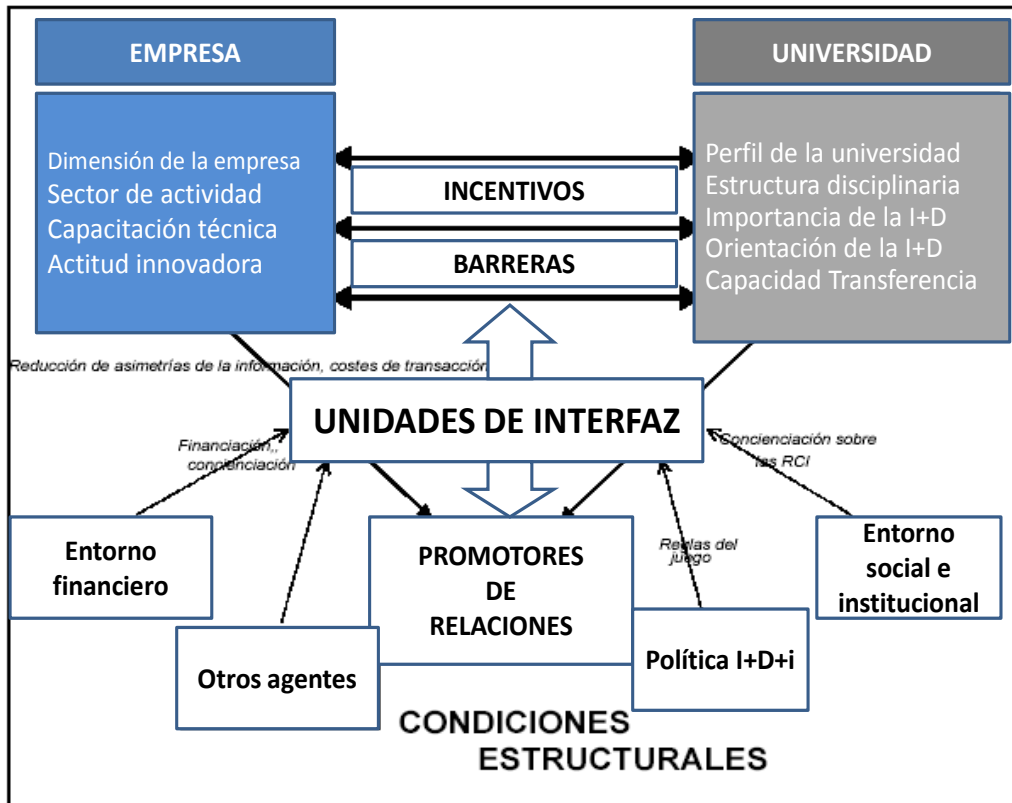 EMPRESA
UNIVERSIDAD
Dimensión de la empresa
Sector de actividad
Capacitación técnica
Actitud innovadora
INCENTIVOS
BARRERAS
Perfil de la universidad
Estructura disciplinaria
Importancia de la I+D
Orientación de la I+D
Capacidad Transferencia
Reducción de asimetrías de la información, costes de transacción
UNIDADES DE INTERFAZ
Financiación,,
conpienciación
Concienciación sobre
las RCI
Entorno
financiero
Otros agentes
PROMOTORES
DE
RELACIONES
Reglas del
juego
Política I+D+i
Entorno
social e
institucional
CONDICIONES
ESTRUCTURALES